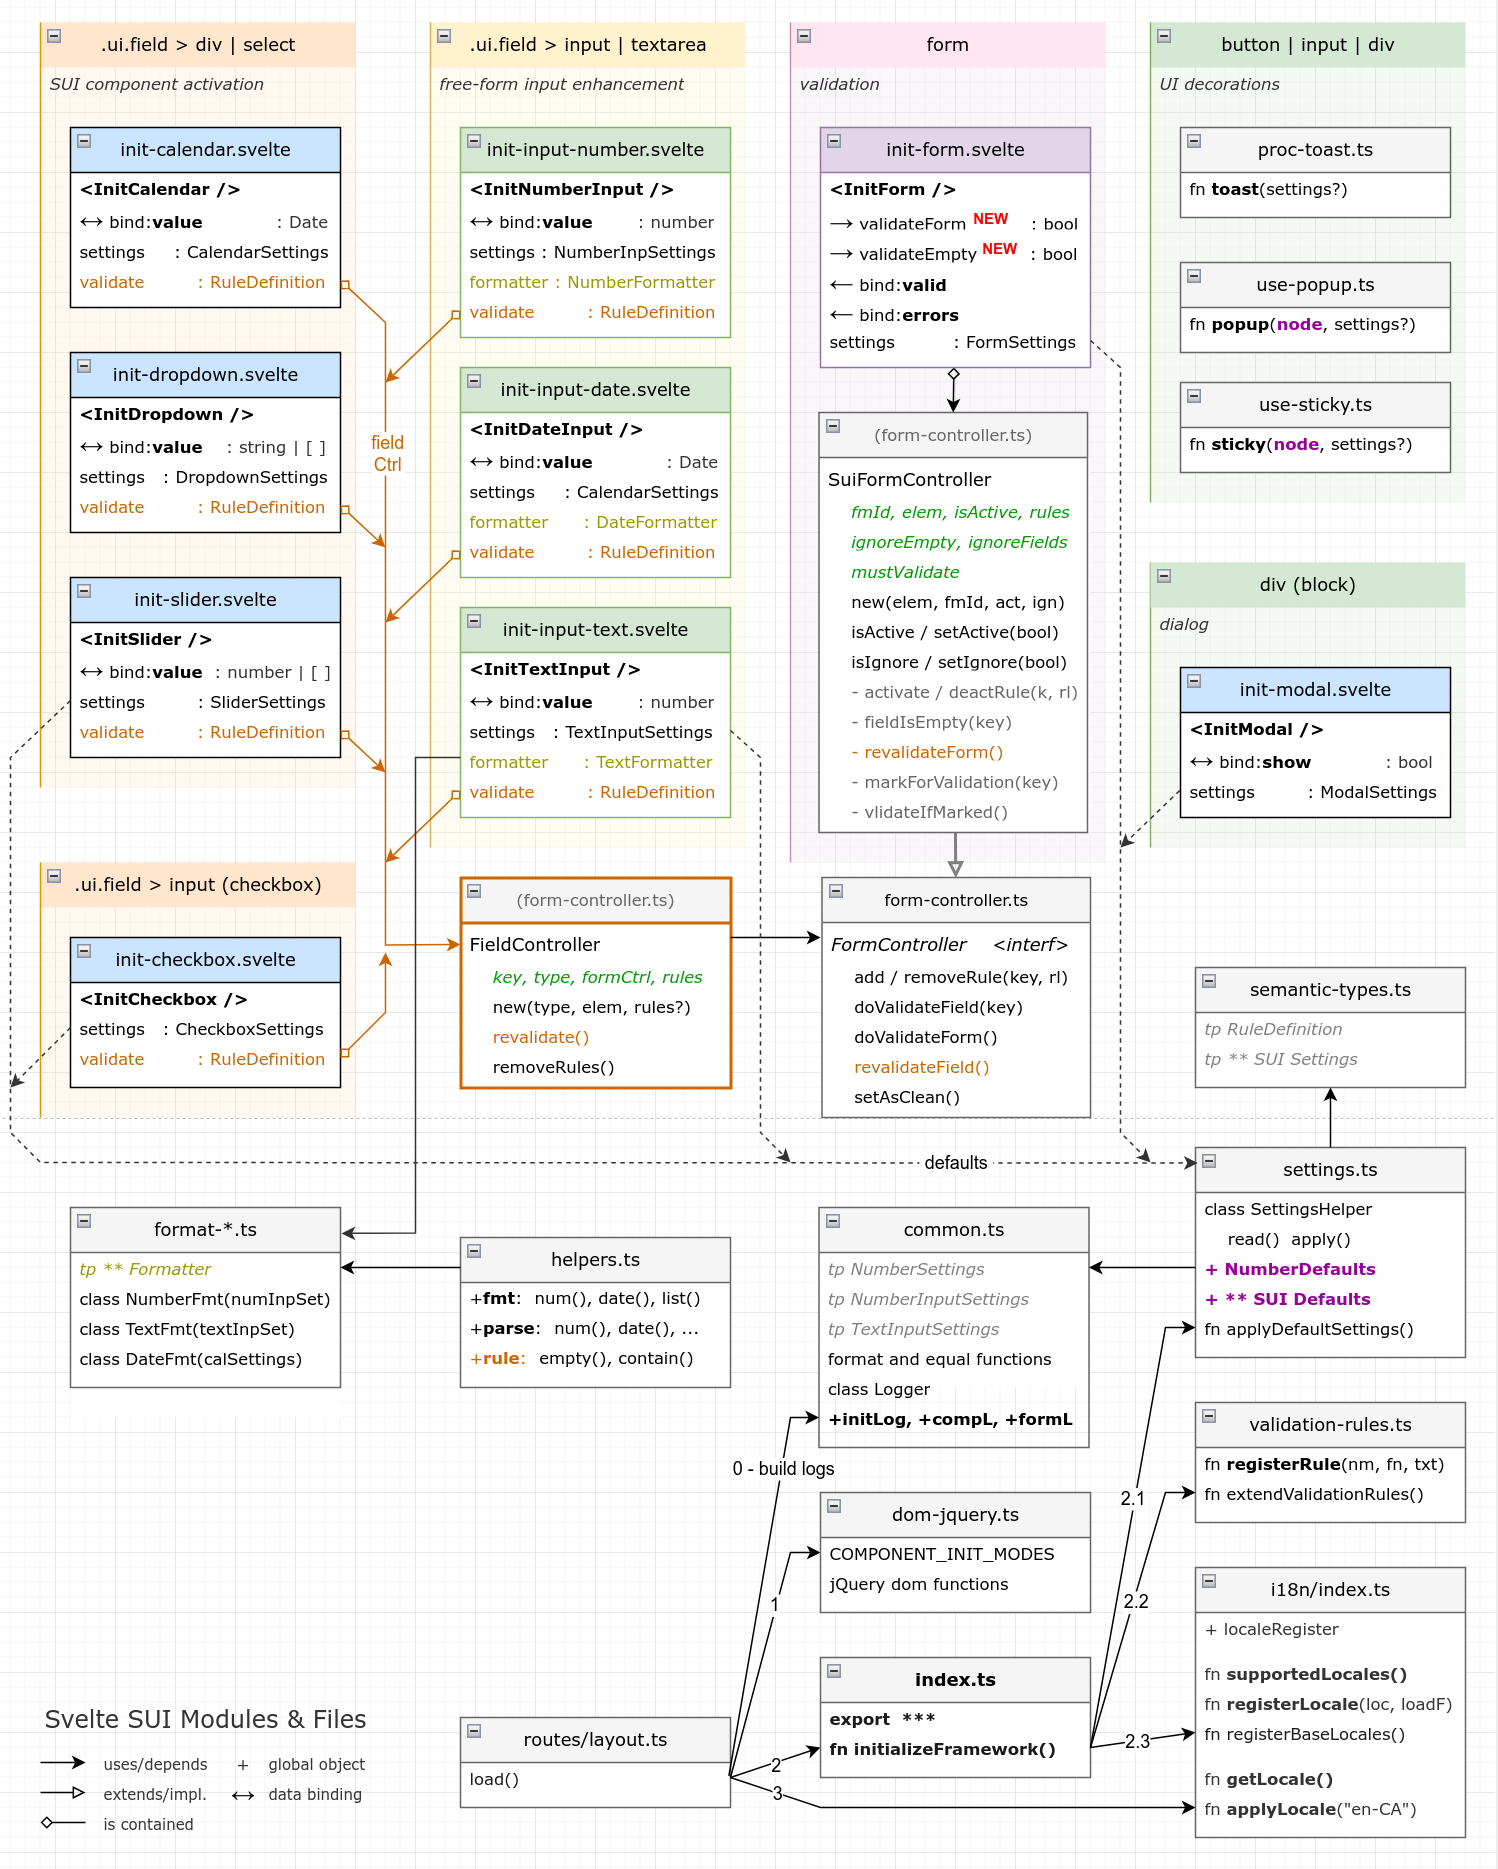 .ui.field > div | select
SUI component activation
init-calendar.svelte
<InitCalendar />
↔ bind:value : Date
settings : CalendarSettings
validate : RuleDefinition
init-dropdown.svelte
<InitDropdown />
↔ bind:value : string | [ ]
settings : DropdownSettings
validate : RuleDefinition
init-slider.svelte
<InitSlider />
↔ bind:value : number | [ ]
settings : SliderSettings
validate : RuleDefinition
.ui.field > input (checkbox)
init-checkbox.svelte
<InitCheckbox />
settings : CheckboxSettings
validate : RuleDefinition
field
Ctrl
.ui.field > input | textarea
free-form input enhancement
init-input-number.svelte
<InitNumberInput />
↔ bind:value : number
settings : NumberInpSettings
formatter : NumberFormatter
validate : RuleDefinition
init-input-date.svelte
<InitDateInput />
↔ bind:value : Date
settings : CalendarSettings
formatter : DateFormatter
validate : RuleDefinition
init-input-text.svelte
<InitTextInput />
↔ bind:value : number
settings : TextInputSettings
formatter : TextFormatter
validate : RuleDefinition
(form-controller.ts)
FieldController
key, type, formCtrl, rules
new(type, elem, rules?)
revalidate()
removeRules()
form
validation
init-form.svelte
<InitForm />
→ validateForm NEW : bool
→ validateEmpty NEW : bool
← bind:valid
← bind:errors
settings : FormSettings
(form-controller.ts)
SuiFormController
fmId, elem, isActive, rules
ignoreEmpty, ignoreFields
mustValidate
new(elem, fmId, act, ign)
isActive / setActive(bool)
isIgnore / setIgnore(bool)
- activate / deactRule(k, rl)
- fieldIsEmpty(key)
- revalidateForm()
- markForValidation(key)
- vlidateIfMarked()
form-controller.ts
FormController <interf>
add / removeRule(key, rl)
doValidateField(key)
doValidateForm()
revalidateField()
setAsClean()
button | input | div
UI decorations
proc-toast.ts
fn toast(settings?)
use-popup.ts
fn popup(node, settings?)
use-sticky.ts
fn sticky(node, settings?)
div (block)
dialog
init-modal.svelte
<InitModal />
↔ bind:show : bool
settings : ModalSettings
semantic-types.ts
tp RuleDefinition
tp ** SUI Settings
defaults
settings.ts
class SettingsHelper
read() apply()
+ NumberDefaults
+ ** SUI Defaults
fn applyDefaultSettings()
format-*.ts
tp ** Formatter
class NumberFmt(numInpSet)
class TextFmt(textInpSet)
class DateFmt(calSettings)
helpers.ts
+fmt: num(), date(), list()
+parse: num(), date(), ...
+rule: empty(), contain()
common.ts
tp NumberSettings
tp NumberInputSettings
tp TextInputSettings
format and equal functions
class Logger
+initLog, +compL, +formL
0 - build logs
validation-rules.ts
fn registerRule(nm, fn, txt)
fn extendValidationRules()
dom-jquery.ts
COMPONENT_INIT_MODES
jQuery dom functions
index.ts
export ***
fn initializeFramework()
i18n/index.ts
+ localeRegister
fn supportedLocales()
fn registerLocale(loc, loadF)
fn registerBaseLocales()
fn getLocale()
fn applyLocale("en-CA")
routes/layout.ts
load()
1
2
3
2.1
2.2
2.3
Svelte SUI Modules & Files
uses/depends + global object
extends/impl. ↔ data binding
is contained